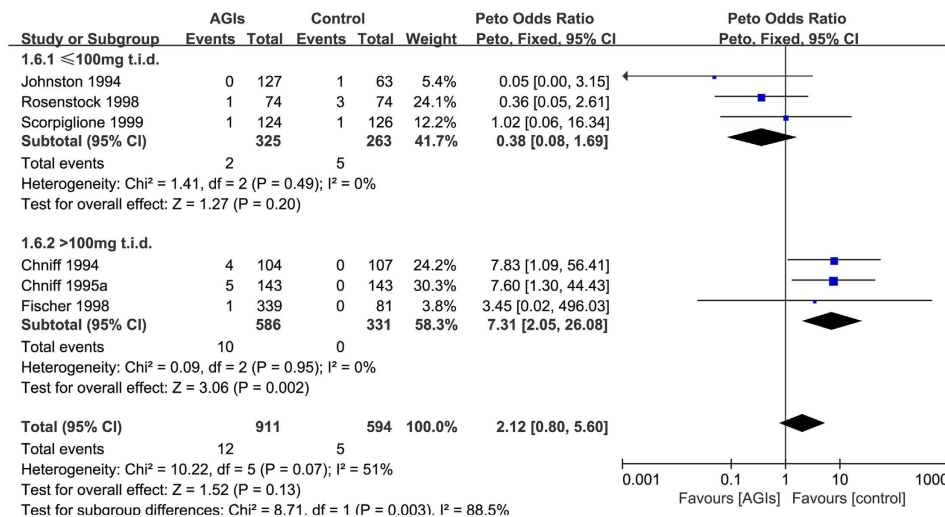 AGIs Control Peto Odds Ratio Peto Odds Ratio
Study or Subgroup Events Total Events Total Weight Peto, Fixed, 95% CI Peto, Fixed, 95% CI
1.6.1 ≤100mg t.i.d.
Johnston 1994 0 127 1 63 5.4% 0.05 [0.00, 3.15]
Rosenstock 1998 1 74 3 74 24.1% 0.36 [0.05, 2.61]
Scorpiglione 1999 1 124 1 126 12.2% 1.02 [0.06, 16.34]
Subtotal (95% CI) 325 263 41.7% 0.38 [0.08, 1.69]
Total events 2 5
Heterogeneity: Chi² = 1.41, df = 2 (P = 0.49); I² = 0%
Test for overall effect: Z = 1.27 (P = 0.20)
1.6.2 >100mg t.i.d.
Chniff 1994 4 104 0 107 24.2% 7.83 [1.09, 56.41]
Chniff 1995a 5 143 0 143 30.3% 7.60 [1.30, 44.43]
Fischer 1998 1 339 0 81 3.8% 3.45 [0.02, 496.03]
Subtotal (95% CI) 586 331 58.3% 7.31 [2.05, 26.08]
Total events 10 0
Heterogeneity: Chi² = 0.09, df = 2 (P = 0.95); I² = 0%
Test for overall effect: Z = 3.06 (P = 0.002)
Total (95% CI) 911 594 100.0% 2.12 [0.80, 5.60]
Total events 12 5
Heterogeneity: Chi² = 10.22, df = 5 (P = 0.07); I² = 51%
Test for overall effect: Z = 1.52 (P = 0.13)
Test for subgroup differences: Chi² = 8.71, df = 1 (P = 0.003), I² = 88.5%
0.001 0.1 1 10 1000
Favours [AGIs] Favours [control]